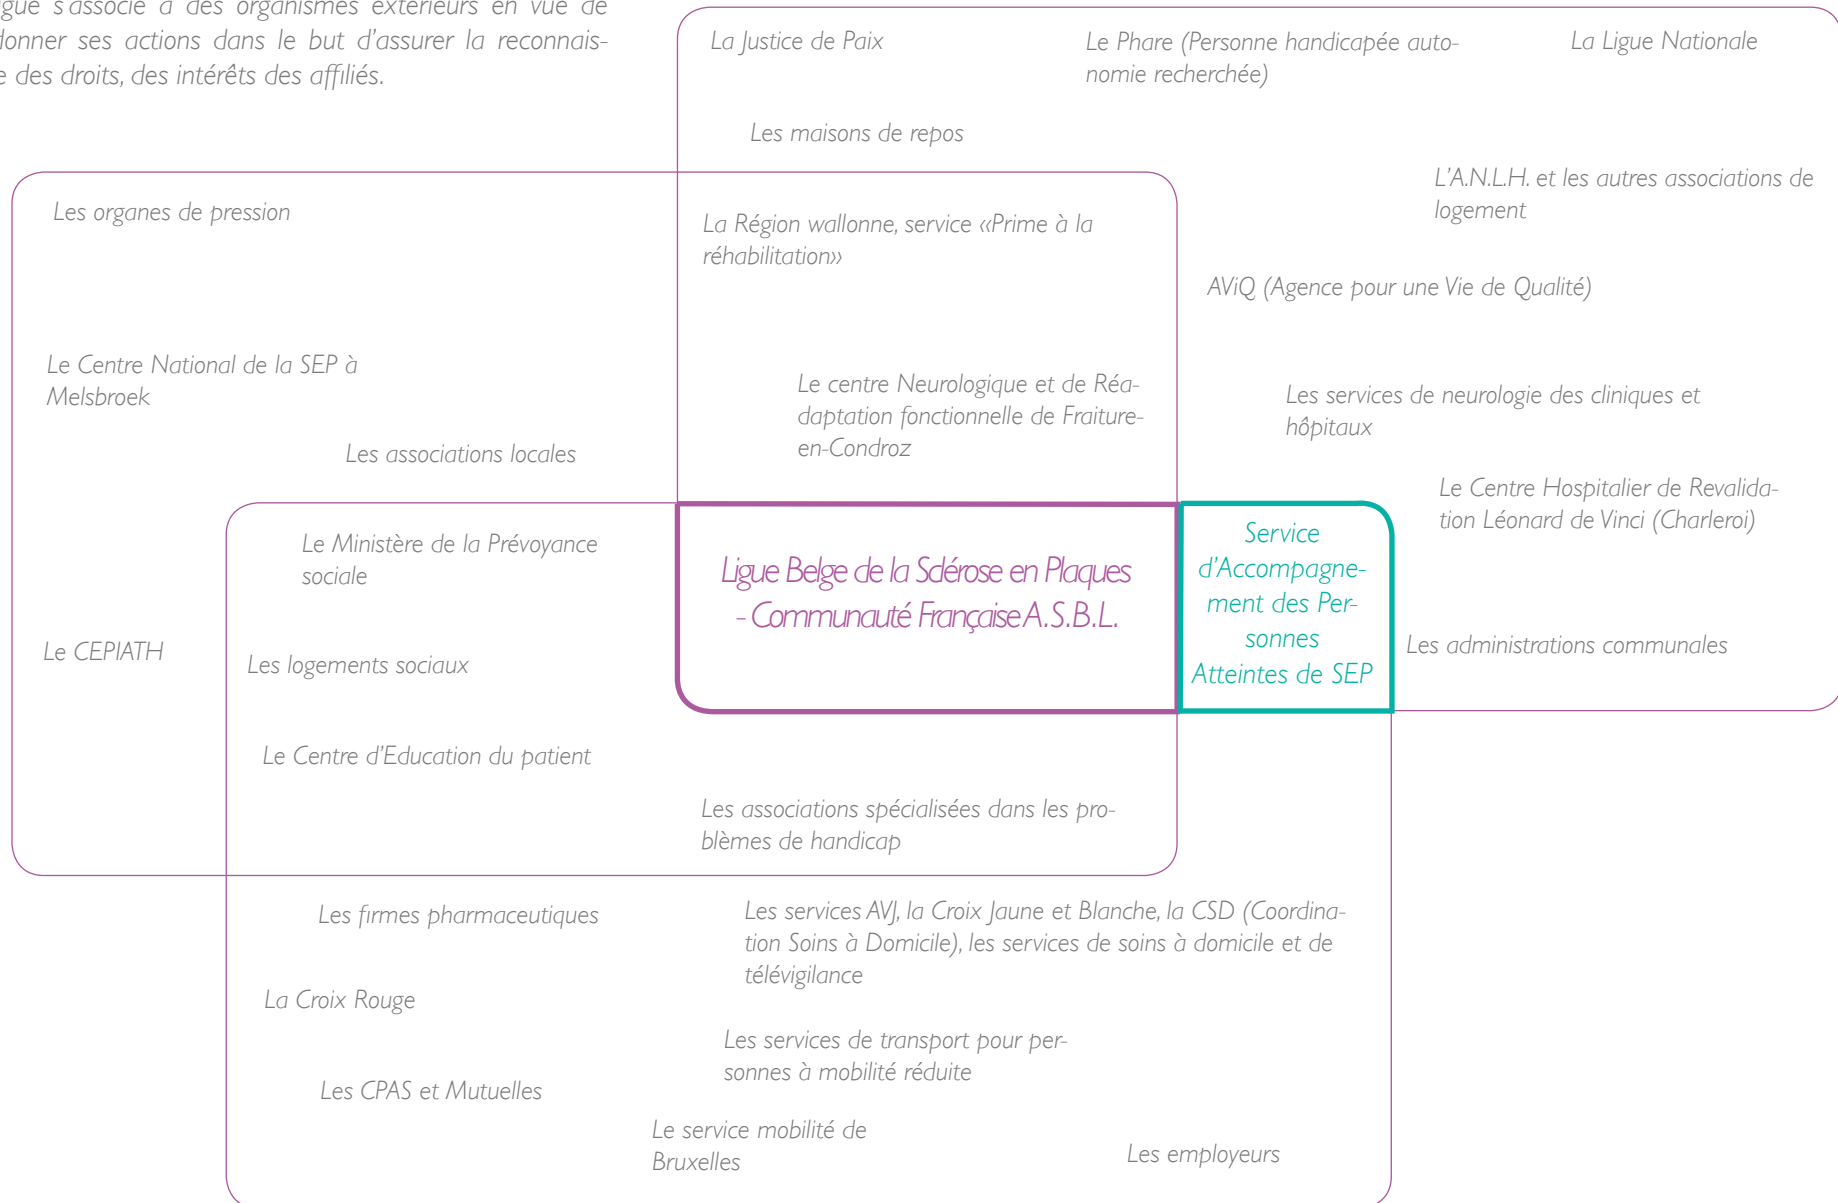 s'associe à des organismes extérieurs en vue de
ses actions dans le but d'assurer la reconnais-
des droits, des intérêts des affiliés.
La Justice de Paix
Le Phare (Personne handicapée auto-
nomie recherchée)
La Ligue Nationale
Les maisons de repos
L'A.N.L.H. et les autres associations de
logement
Les organes de pression
La Région wallonne, service «Prime à la
réhabilitation»
AViQ (Agence pour une Vie de Qualité)
Le Centre National de la SEP à
Melsbroek
Le centre Neurologique et de Réa-
daptation fonctionnelle de Fraiture-
en-Condroz
Les services de neurologie des cliniques et
hôpitaux
Les associations locales
Le Centre Hospitalier de Revalida-
tion Léonard de Vinci (Charleroi)
Le Ministère de la Prévoyance
sociale
Ligue Belge de la Sclérose en Plaques
- Communauté Française A.S.B.L.
Service
d'Accompagne-
ment des Per-
sonnes
Atteintes de SEP
Le CEPIATH
Les logements sociaux
Les administrations communales
Le Centre d'Education du patient
Les associations spécialisées dans les pro-
blèmes de handicap
Les firmes pharmaceutiques
Les services AVJ, la Croix Jaune et Blanche, la CSD (Coordina-
tion Soins à Domicile), les services de soins à domicile et de
télévigilance
La Croix Rouge
Les services de transport pour per-
sonnes à mobilité réduite
Les CPAS et Mutuelles
Le service mobilité de
Bruxelles
Les employeurs